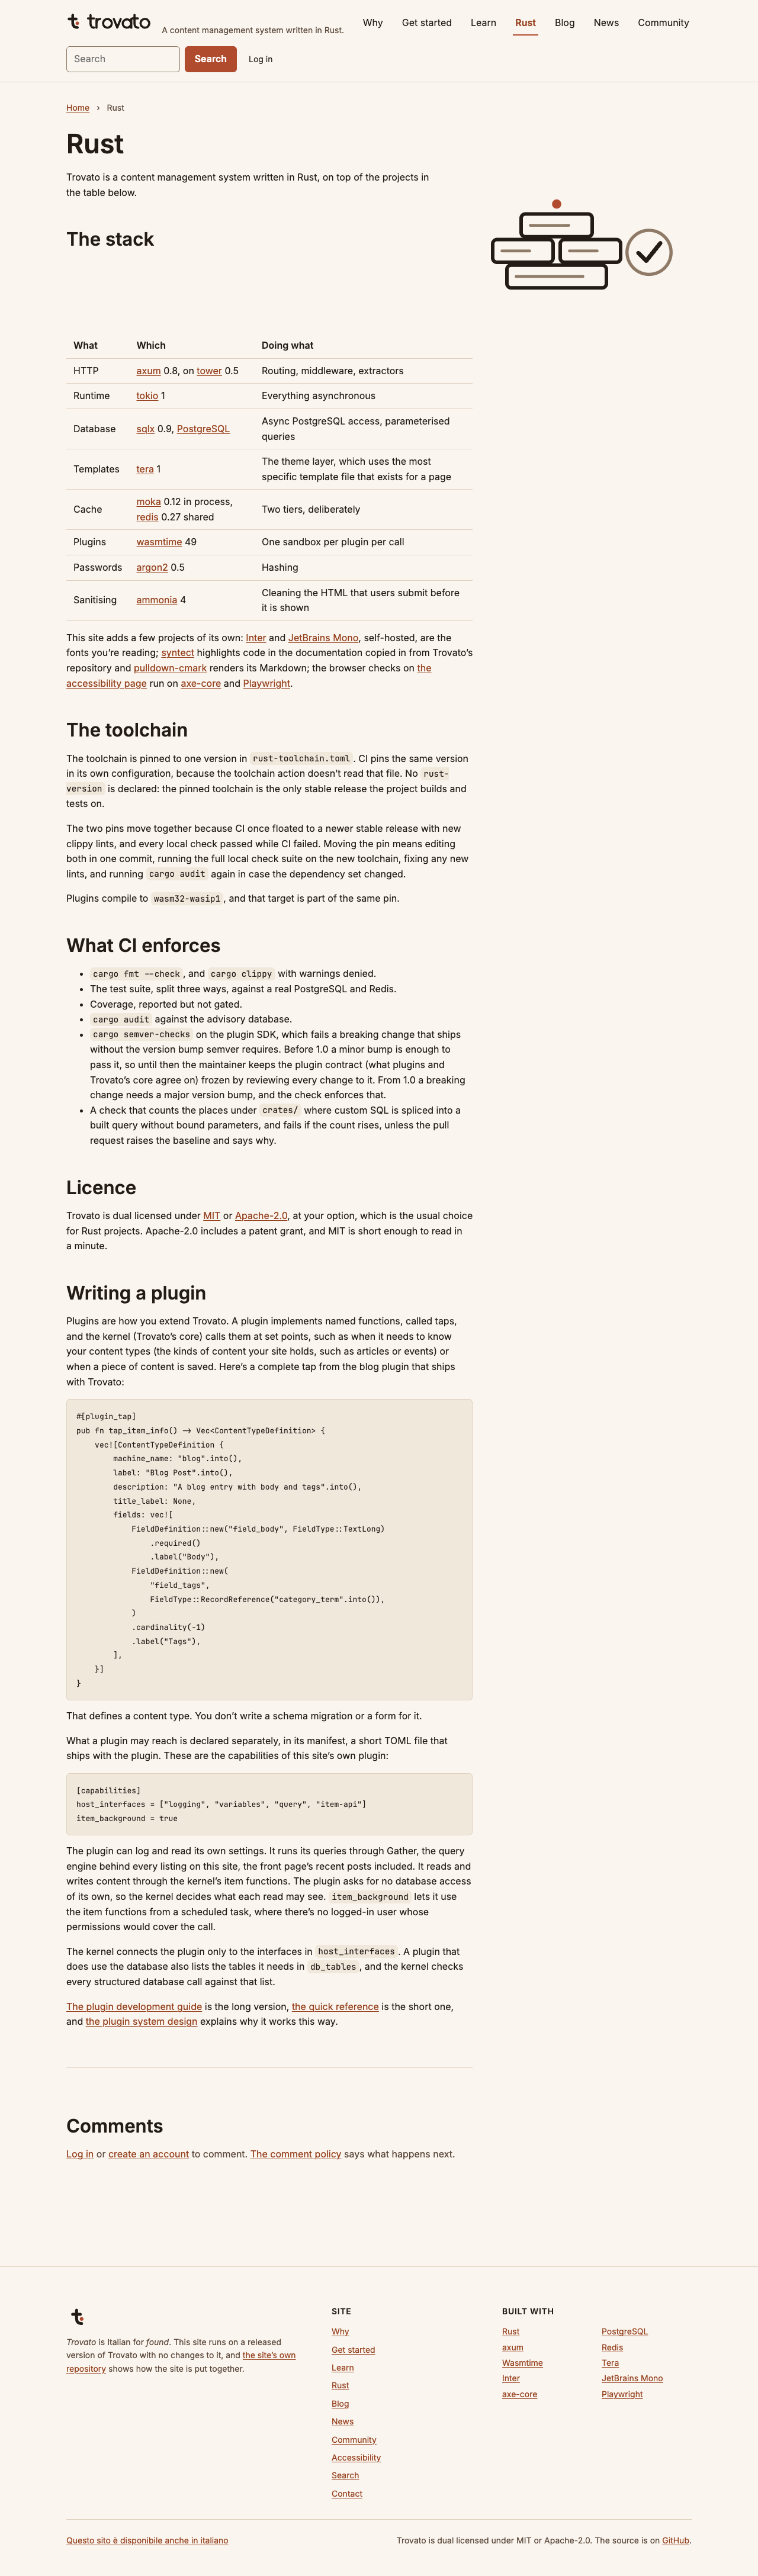 trovato
A content management system written in Rust.
Why
Get started
Learn
Rust
Blog
News
Community
Search
Search
Log in
Home › Rust
Rust
Trovato is a content management system written in Rust, on top of the projects in
the table below.
The stack
What Which Doing what
HTTP axum 0.8, on tower 0.5 Routing, middleware, extractors
Runtime tokio 1 Everything asynchronous
Database sqlx 0.9, PostgreSQL Async PostgreSQL access, parameterised
queries
Templates tera 1 The theme layer, which uses the most
specific template file that exists for a page
Cache moka 0.12 in process,
redis 0.27 shared Two tiers, deliberately
Plugins wasmtime 49 One sandbox per plugin per call
Passwords argon2 0.5 Hashing
Sanitising ammonia 4 Cleaning the HTML that users submit before
it is shown
This site adds a few projects of its own: Inter and JetBrains Mono, self-hosted, are the
fonts you’re reading; syntect highlights code in the documentation copied in from Trovato’s
repository and pulldown-cmark renders its Markdown; the browser checks on the
accessibility page run on axe-core and Playwright.
The toolchain
The toolchain is pinned to one version in rust-toolchain.toml. CI pins the same version
in its own configuration, because the toolchain action doesn’t read that file. No rust-
version is declared: the pinned toolchain is the only stable release the project builds and
tests on.
The two pins move together because CI once floated to a newer stable release with new
clippy lints, and every local check passed while CI failed. Moving the pin means editing
both in one commit, running the full local check suite on the new toolchain, fixing any new
lints, and running cargo audit again in case the dependency set changed.
Plugins compile to wasm32-wasip1, and that target is part of the same pin.
What CI enforces
• cargo fmt --check, and cargo clippy with warnings denied.
• The test suite, split three ways, against a real PostgreSQL and Redis.
• Coverage, reported but not gated.
• cargo audit against the advisory database.
• cargo semver-checks on the plugin SDK, which fails a breaking change that ships
without the version bump semver requires. Before 1.0 a minor bump is enough to
pass it, so until then the maintainer keeps the plugin contract (what plugins and
Trovato’s core agree on) frozen by reviewing every change to it. From 1.0 a breaking
change needs a major version bump, and the check enforces that.
• A check that counts the places under crates/ where custom SQL is spliced into a
built query without bound parameters, and fails if the count rises, unless the pull
request raises the baseline and says why.
Licence
Trovato is dual licensed under MIT or Apache-2.0, at your option, which is the usual choice
for Rust projects. Apache-2.0 includes a patent grant, and MIT is short enough to read in
a minute.
Writing a plugin
Plugins are how you extend Trovato. A plugin implements named functions, called taps,
and the kernel (Trovato’s core) calls them at set points, such as when it needs to know
your content types (the kinds of content your site holds, such as articles or events) or
when a piece of content is saved. Here’s a complete tap from the blog plugin that ships
with Trovato:
#[plugin_tap]
pub fn tap_item_info() -> Vec<ContentTypeDefinition> {
    vec![ContentTypeDefinition {
        machine_name: "blog".into(),
        label: "Blog Post".into(),
        description: "A blog entry with body and tags".into(),
        title_label: None,
        fields: vec![
            FieldDefinition::new("field_body", FieldType::TextLong)
                .required()
                .label("Body"),
            FieldDefinition::new(
                "field_tags",
                FieldType::RecordReference("category_term".into()),
            )
            .cardinality(-1)
            .label("Tags"),
        ],
    }]
}
That defines a content type. You don’t write a schema migration or a form for it.
What a plugin may reach is declared separately, in its manifest, a short TOML file that
ships with the plugin. These are the capabilities of this site’s own plugin:
[capabilities]
host_interfaces = ["logging", "variables", "query", "item-api"]
item_background = true
The plugin can log and read its own settings. It runs its queries through Gather, the query
engine behind every listing on this site, the front page’s recent posts included. It reads and
writes content through the kernel’s item functions. The plugin asks for no database access
of its own, so the kernel decides what each read may see. item_background lets it use
the item functions from a scheduled task, where there’s no logged-in user whose
permissions would cover the call.
The kernel connects the plugin only to the interfaces in host_interfaces. A plugin that
does use the database also lists the tables it needs in db_tables, and the kernel checks
every structured database call against that list.
The plugin development guide is the long version, the quick reference is the short one,
and the plugin system design explains why it works this way.
Comments
Log in or create an account to comment. The comment policy says what happens next.
t
Trovato is Italian for found. This site runs on a released
version of Trovato with no changes to it, and the site’s own
repository shows how the site is put together.
SITE
Why
Get started
Learn
Rust
Blog
News
Community
Accessibility
Search
Contact
BUILT WITH
Rust
axum
Wasmtime
Inter
axe-core
PostgreSQL
Redis
Tera
JetBrains Mono
Playwright
Questo sito è disponibile anche in italiano
Trovato is dual licensed under MIT or Apache-2.0. The source is on GitHub.